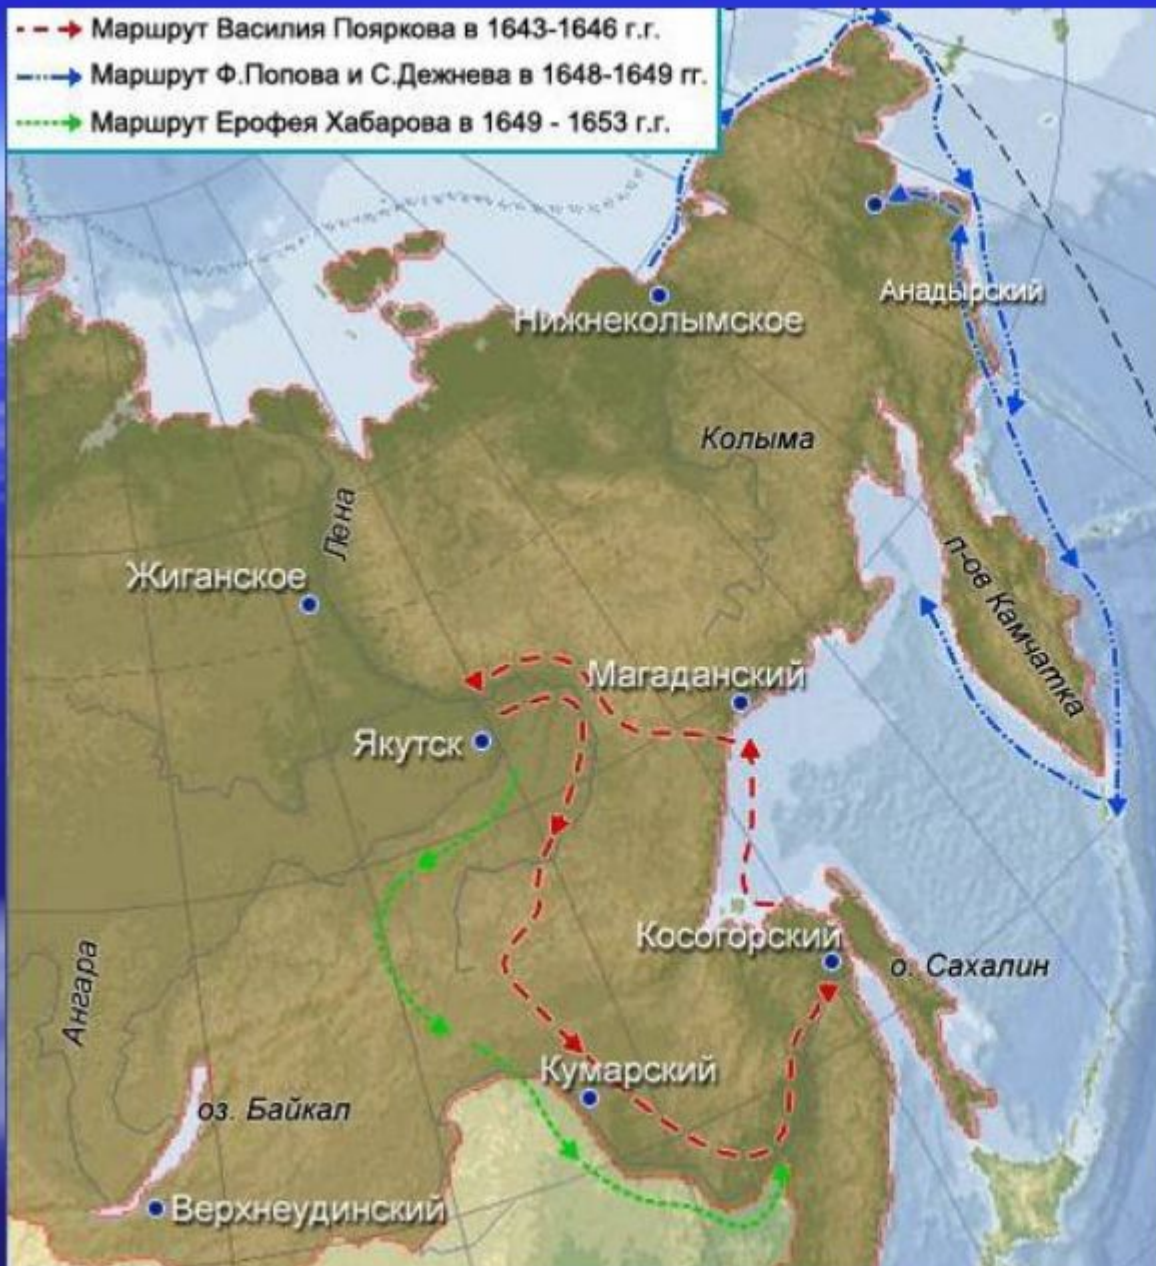 Маршрут Василия Пояркова в 1643-1646 г.г.
Маршрут Ф.Попова и С.Дежнева в 1648-1649 гг.
Маршрут Ерофея Хабарова в 1649 - 1653 г.г.
Анадырский
Нижнеколымское
Колыма
Лена
Жиганское
п-ов Камчатка
Магаданский
Якутск
Косогорский
о. Сахалин
Ангара
Кумарский
оз. Байкал
Верхнеудинский